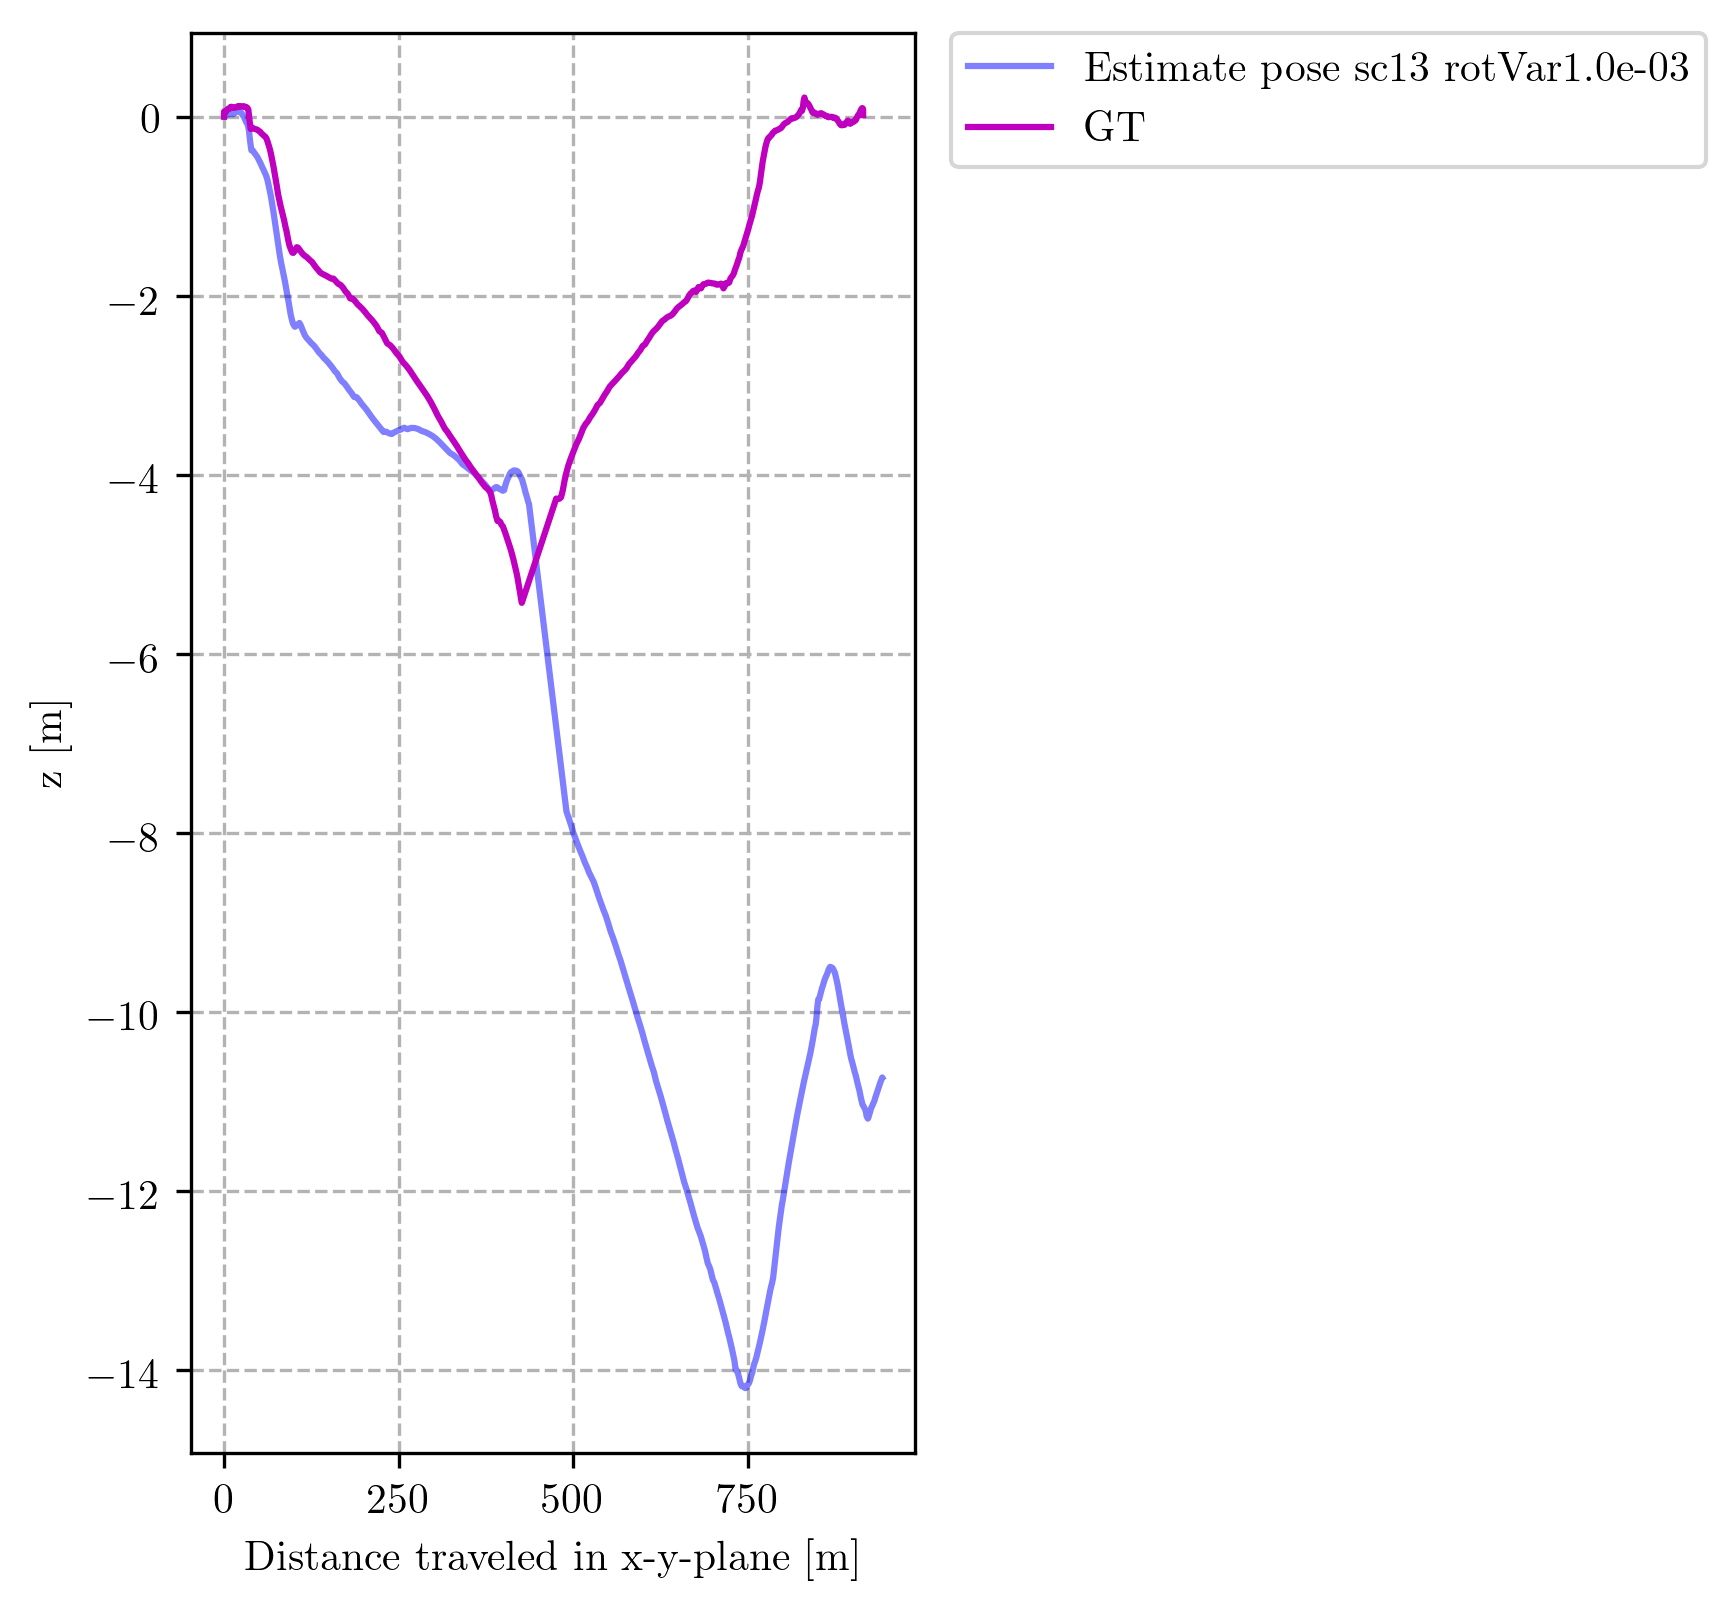 Estimate pose sc13 rotVar1.0e-03
GT
0
−2
−4
−6
−8
−10
−12
−14
z [m]
0 250 500 750
Distance traveled in x-y-plane [m]